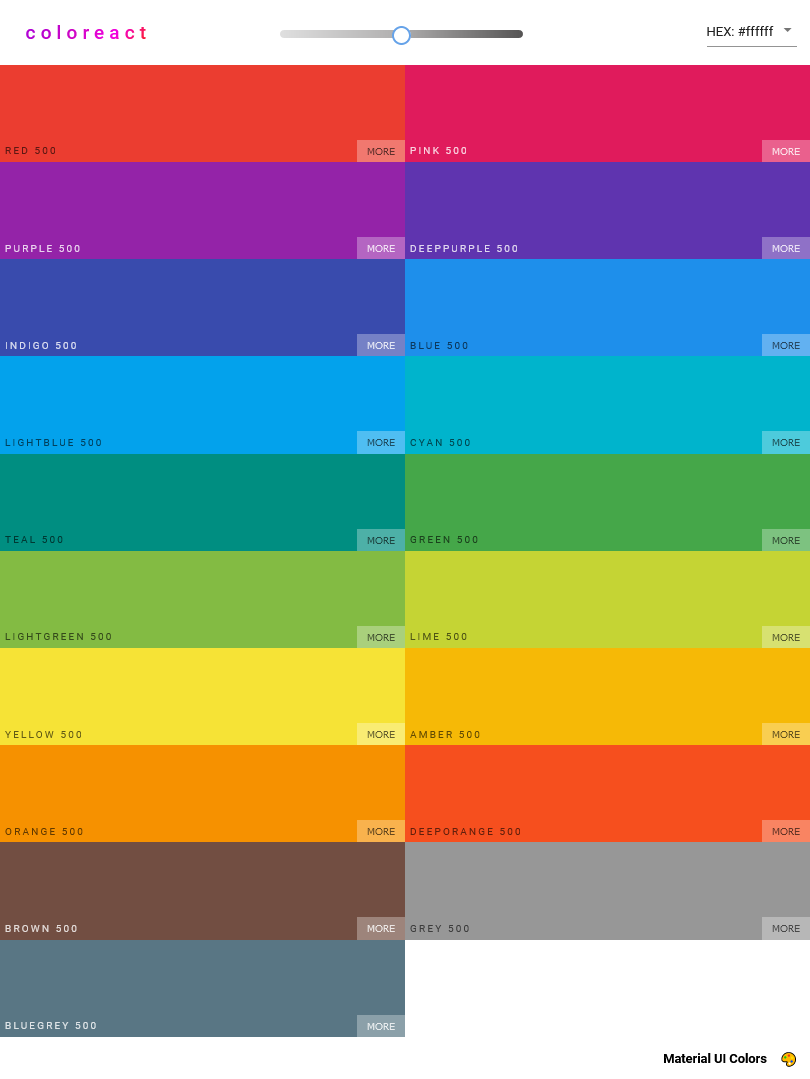 coloreact
HEX: #ffffff
RED 500
MORE
PINK 500
MORE
PURPLE 500
MORE
DEEPPURPLE 500
MORE
INDIGO 500
MORE
BLUE 500
MORE
LIGHTBLUE 500
MORE
CYAN 500
MORE
TEAL 500
MORE
GREEN 500
MORE
LIGHTGREEN 500
MORE
LIME 500
MORE
YELLOW 500
MORE
AMBER 500
MORE
ORANGE 500
MORE
DEEPORANGE 500
MORE
BROWN 500
MORE
GREY 500
MORE
BLUEGREY 500
MORE
Material UI Colors